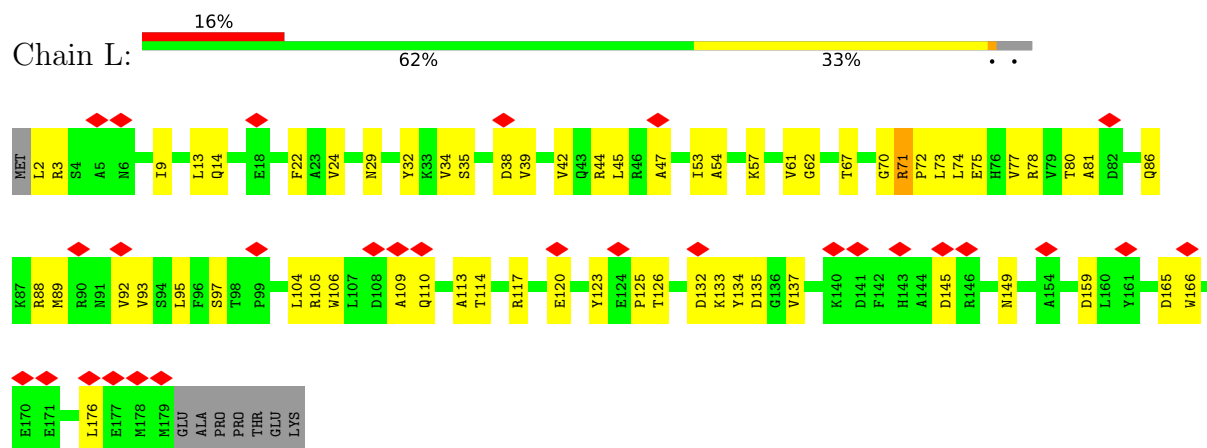 16%
Chain L:
62% 33% • •
MET L2 R3 S4 A5 N6 I9 L13 Q14 E18 F22 A23 V24 N29 Y32 K33 V34 S35 D38 V39 V42 Q43 R44 L45 R46 A47 I53 A54 K57 V61 G62 T67 G70 R71 P72 L73 L74 E75 H76 V77 R78 V79 T80 A81 D82 Q86
K87 R88 M89 R90 N91 V92 V93 S94 L95 F96 S97 T98 P99 L104 R105 W106 L107 D108 A109 Q110 A113 T114 R117 E120 Y123 E124 P125 T126 D132 K133 Y134 D135 G136 V137 K140 D141 F142 H143 A144 D145 R146 N149 A154 D159 L160 Y161 D165 W166
E170 E171 L176 E177 M178 M179 GLU ALA PRO PRO THR GLU LYS